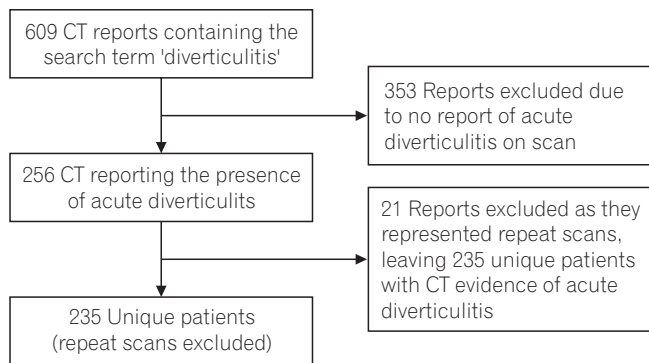 609 CT reports containing the
search term 'diverticulitis'
353 Reports excluded due
to no report of acute
diverticulitis on scan
256 CT reporting the presence
of acute diverticulits
21 Reports excluded as they
represented repeat scans,
leaving 235 unique patients
with CT evidence of acute
diverticulitis
235 Unique patients
(repeat scans excluded)